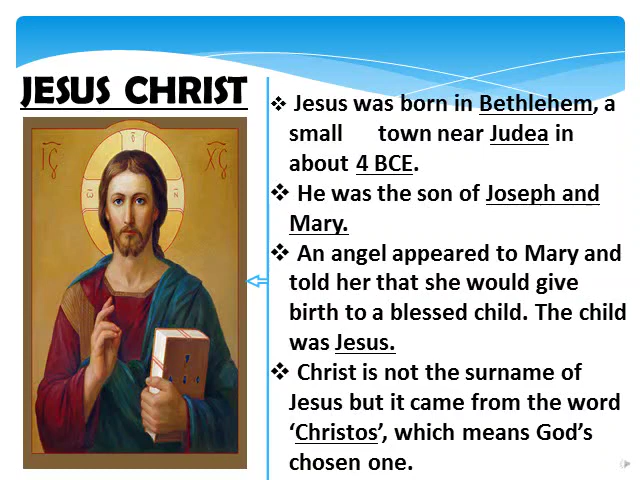 JESUS CHRIST
IC XC
❖ Jesus was born in Bethlehem, a
small town near Judea in
about 4 BCE.
❖ He was the son of Joseph and
Mary.
❖ An angel appeared to Mary and
told her that she would give
birth to a blessed child. The child
was Jesus.
❖ Christ is not the surname of
Jesus but it came from the word
‘Christos’, which means God’s
chosen one.